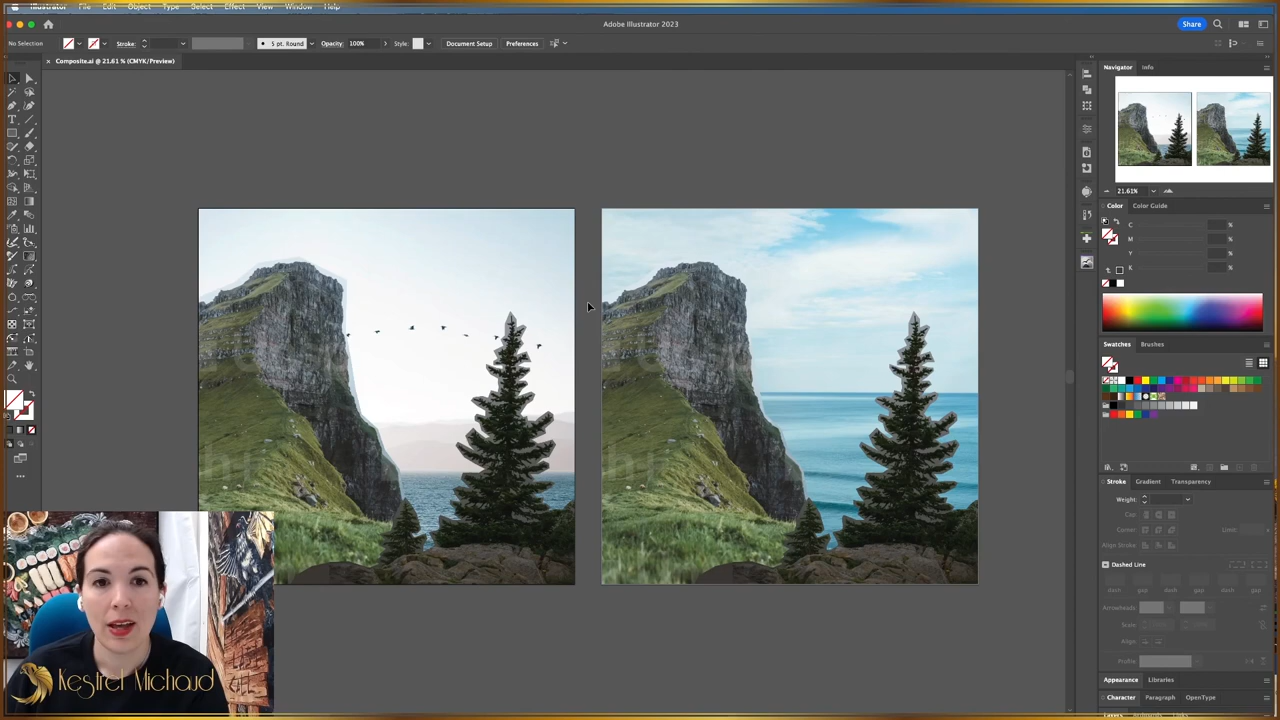 Illustrator File Edit Object Type Select Effect View Window Help
Adobe Illustrator 2023
Share
No Selection
Stroke:
5 pt. Round
Opacity: 100%
Style:
Document Setup
Preferences
× Composite.ai @ 21.61 % (CMYK/Preview)
Navigator Info
21.61%
Color Color Guide
C %
M %
Y %
K %
Swatches Brushes
Stroke Gradient Transparency
Weight:
Cap:
Corner:
Align Stroke:
Dashed Line
dash gap dash gap dash gap
Arrowheads:
Scale:
Align:
Profile:
Appearance Libraries
Character Paragraph OpenType
Kestrel Michaud